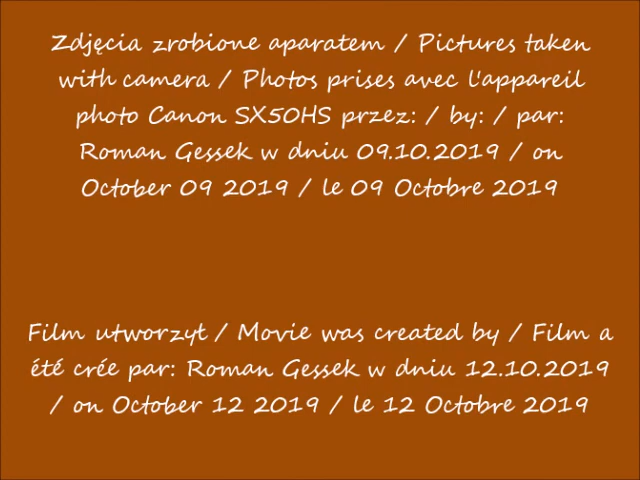 Zdjęcia zrobione aparatem / Pictures taken
with camera / Photos prises avec l'appareil
photo Canon SX50HS przez: / by: / par:
Roman Gessek w dniu 09.10.2019 / on
October 09 2019 / le 09 Octobre 2019
Film utworzył / Movie was created by / Film a
été crée par: Roman Gessek w dniu 12.10.2019
/ on October 12 2019 / le 12 Octobre 2019